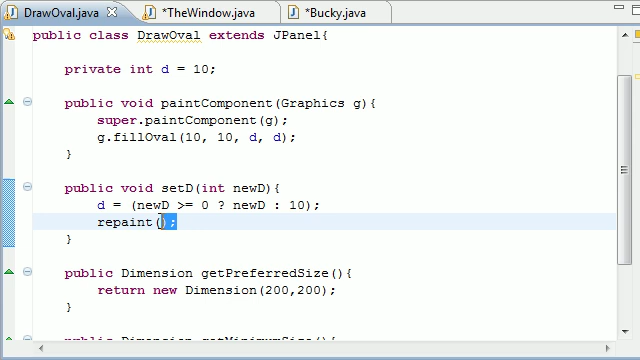 DrawOval.java *TheWindow.java *Bucky.java
public class DrawOval extends JPanel{
private int d = 10;
public void paintComponent(Graphics g){
super.paintComponent(g);
g.fillOval(10, 10, d, d);
}
public void setD(int newD){
d = (newD >= 0 ? newD : 10);
repaint();
}
public Dimension getPreferredSize(){
return new Dimension(200,200);
}
public Dimension getMinimumSize(){